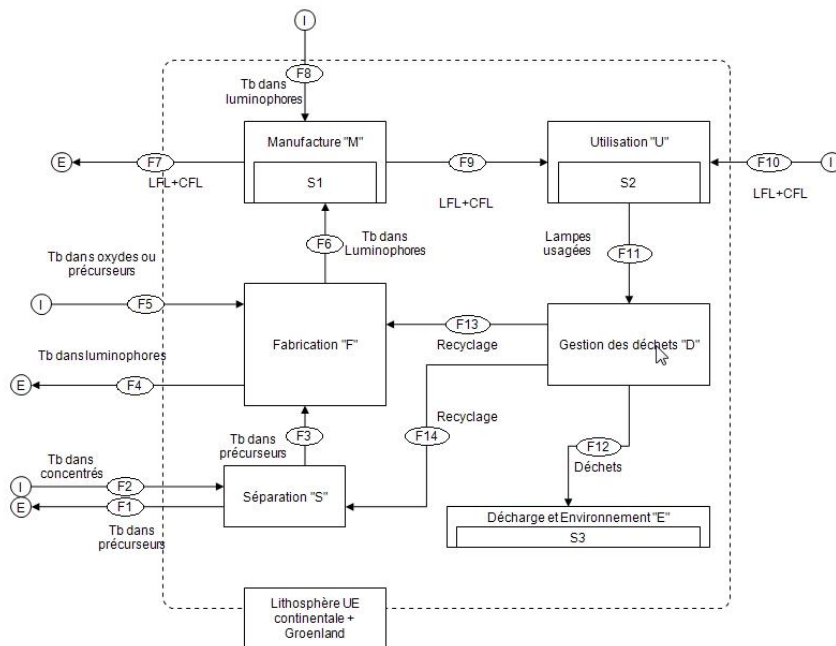 I
F8
Tb dans
luminophores
Manufacture "M"
S1
Utilisation "U"
S2
E
F7
LFL+CFL
F9
LFL+CFL
F10
I
LFL+CFL
F6
Tb dans
Luminophores
Lampes
usagées
F11
Tb dans oxydes ou
précurseurs
I
F5
Fabrication "F"
F13
Recyclage
Gestion des déchets "D"
Tb dans luminophores
E
F4
Recyclage
F14
F3
Tb dans
précurseurs
F12
Déchets
Tb dans
concentrés
I
F2
E
F1
Tb dans
précurseurs
Séparation "S"
Décharge et Environnement "E"
S3
Lithosphère UE
continentale +
Groenland